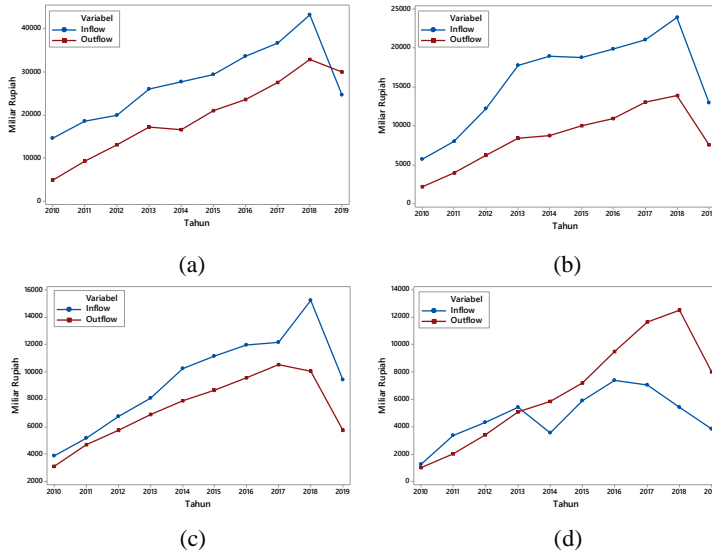 Variabel
Inflow
Outflow
40000
30000
20000
10000
0
Miliar Rupiah
2010 2011 2012 2013 2014 2015 2016 2017 2018 2019
Tahun
(a)
Variabel
Inflow
Outflow
25000
20000
15000
10000
5000
0
Miliar Rupiah
2010 2011 2012 2013 2014 2015 2016 2017 2018 201
Tahun
(b)
Variabel
Inflow
Outflow
16000
14000
12000
10000
8000
6000
4000
2000
Miliar Rupiah
2010 2011 2012 2013 2014 2015 2016 2017 2018 2019
Tahun
(c)
Variabel
Inflow
Outflow
14000
12000
10000
8000
6000
4000
2000
0
Miliar Rupiah
2010 2011 2012 2013 2014 2015 2016 2017 2018 201
Tahun
(d)